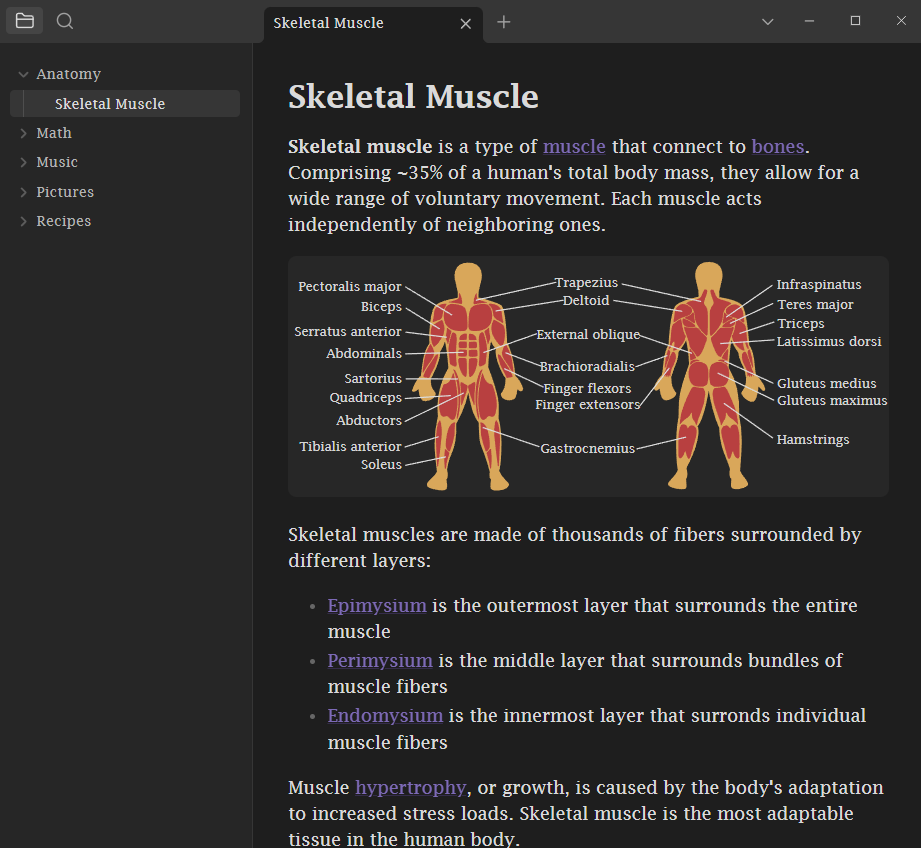 Skeletal Muscle
Anatomy
Skeletal Muscle
Math
Music
Pictures
Recipes
Skeletal Muscle
Skeletal muscle is a type of muscle that connect to bones.
Comprising ~35% of a human's total body mass, they allow for a
wide range of voluntary movement. Each muscle acts
independently of neighboring ones.
Pectoralis major
Biceps
Serratus anterior
Abdominals
Sartorius
Quadriceps
Abductors
Tibialis anterior
Soleus
Trapezius
Deltoid
External oblique
Brachioradialis
Finger flexors
Finger extensors
Gastrocnemius
Infraspinatus
Teres major
Triceps
Latissimus dorsi
Gluteus medius
Gluteus maximus
Hamstrings
Skeletal muscles are made of thousands of fibers surrounded by
different layers:
• Epimysium is the outermost layer that surrounds the entire
muscle
• Perimysium is the middle layer that surrounds bundles of
muscle fibers
• Endomysium is the innermost layer that surronds individual
muscle fibers
Muscle hypertrophy, or growth, is caused by the body's adaptation
to increased stress loads. Skeletal muscle is the most adaptable
tissue in the human body.